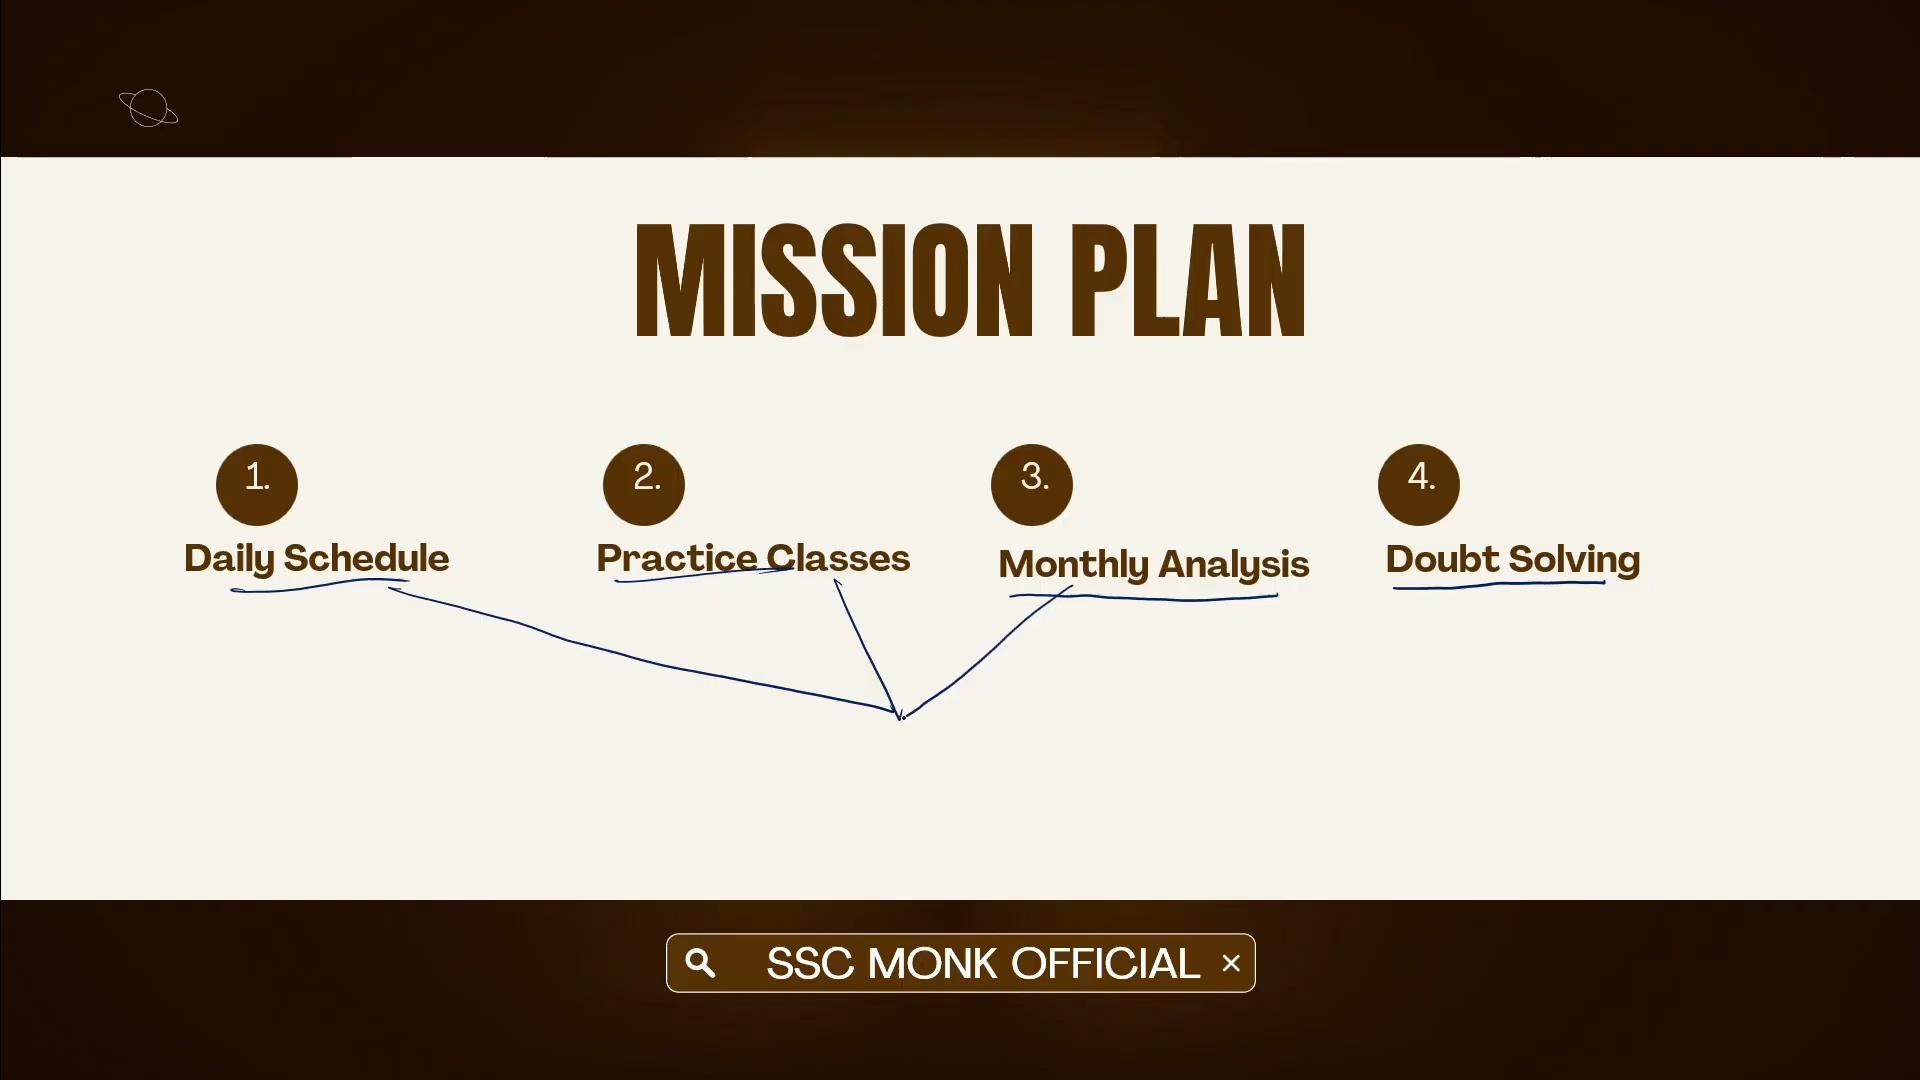 MISSION PLAN
1.
Daily Schedule
2.
Practice Classes
3.
Monthly Analysis
4.
Doubt Solving
SSC MONK OFFICIAL